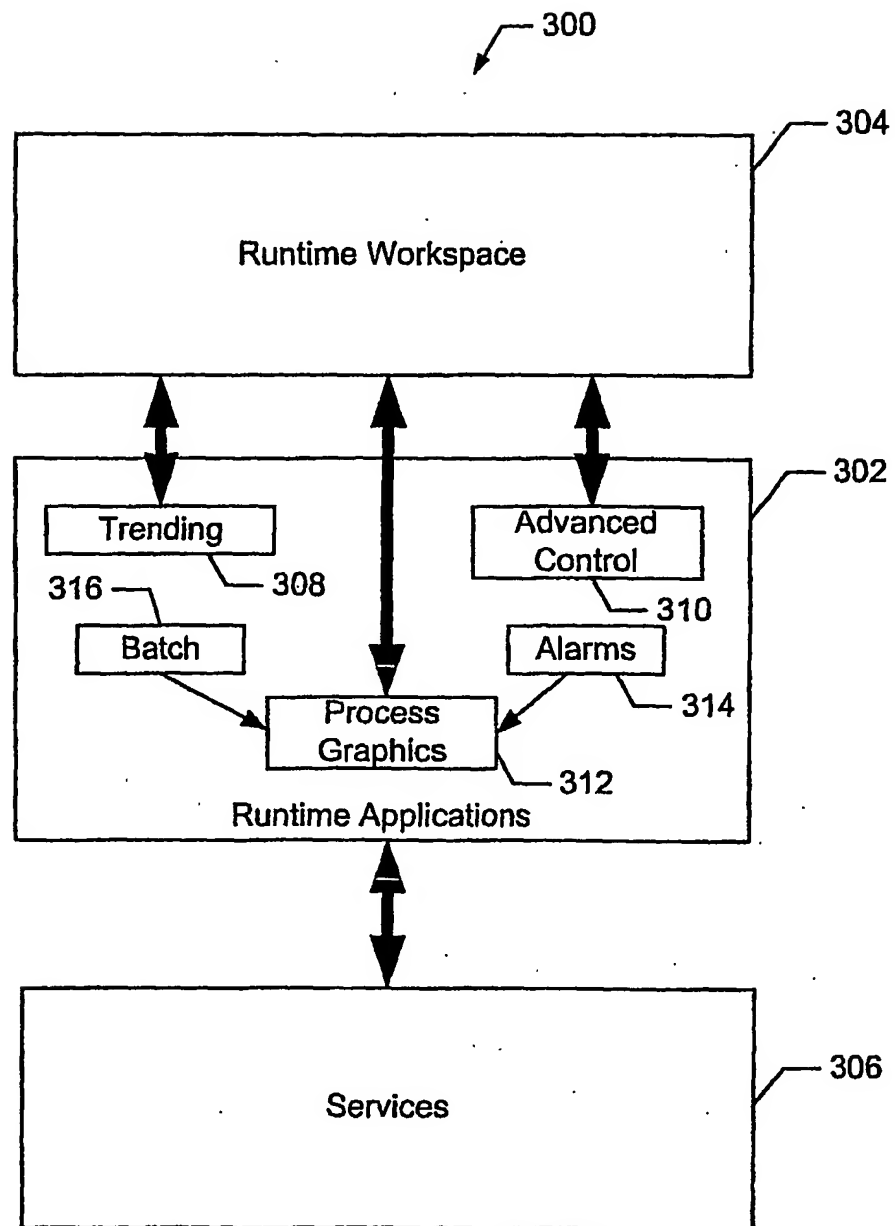 300
304
Runtime Workspace
302
Trending
Advanced
Control
308
310
316
Batch
Alarms
314
Process
Graphics
312
Runtime Applications
306
Services